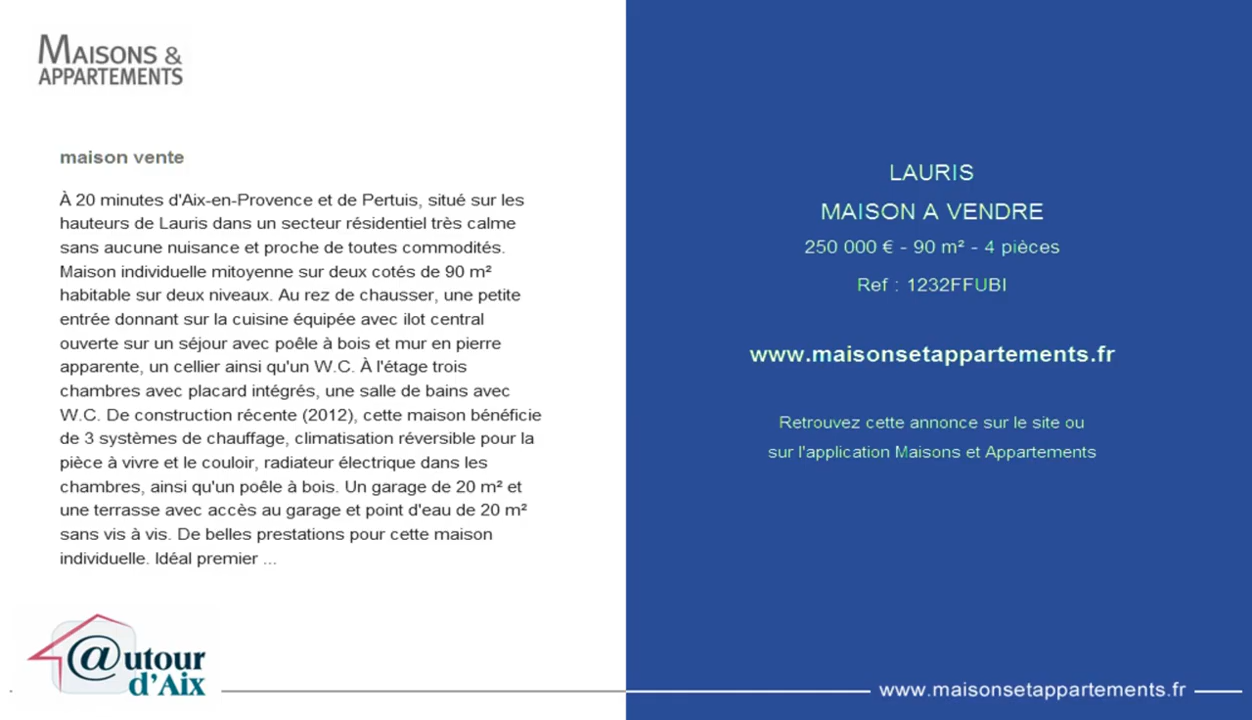 MAISONS &
APPARTEMENTS
maison vente
À 20 minutes d'Aix-en-Provence et de Pertuis, situé sur les
hauteurs de Lauris dans un secteur résidentiel très calme
sans aucune nuisance et proche de toutes commodités.
Maison individuelle mitoyenne sur deux cotés de 90 m²
habitable sur deux niveaux. Au rez de chausser, une petite
entrée donnant sur la cuisine équipée avec ilot central
ouverte sur un séjour avec poêle à bois et mur en pierre
apparente, un cellier ainsi qu'un W.C. À l'étage trois
chambres avec placard intégrés, une salle de bains avec
W.C. De construction récente (2012), cette maison bénéficie
de 3 systèmes de chauffage, climatisation réversible pour la
pièce à vivre et le couloir, radiateur électrique dans les
chambres, ainsi qu'un poêle à bois. Un garage de 20 m² et
une terrasse avec accès au garage et point d'eau de 20 m²
sans vis à vis. De belles prestations pour cette maison
individuelle. Idéal premier ...
@utour
d'Aix
LAURIS
MAISON A VENDRE
250 000 € - 90 m² - 4 pièces
Ref : 1232FFUBI
www.maisonsetappartements.fr
Retrouvez cette annonce sur le site ou
sur l'application Maisons et Appartements
www.maisonsetappartements.fr